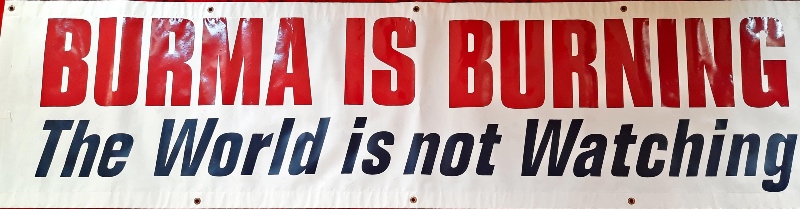 BURMA IS BURNING
The World is not Watching